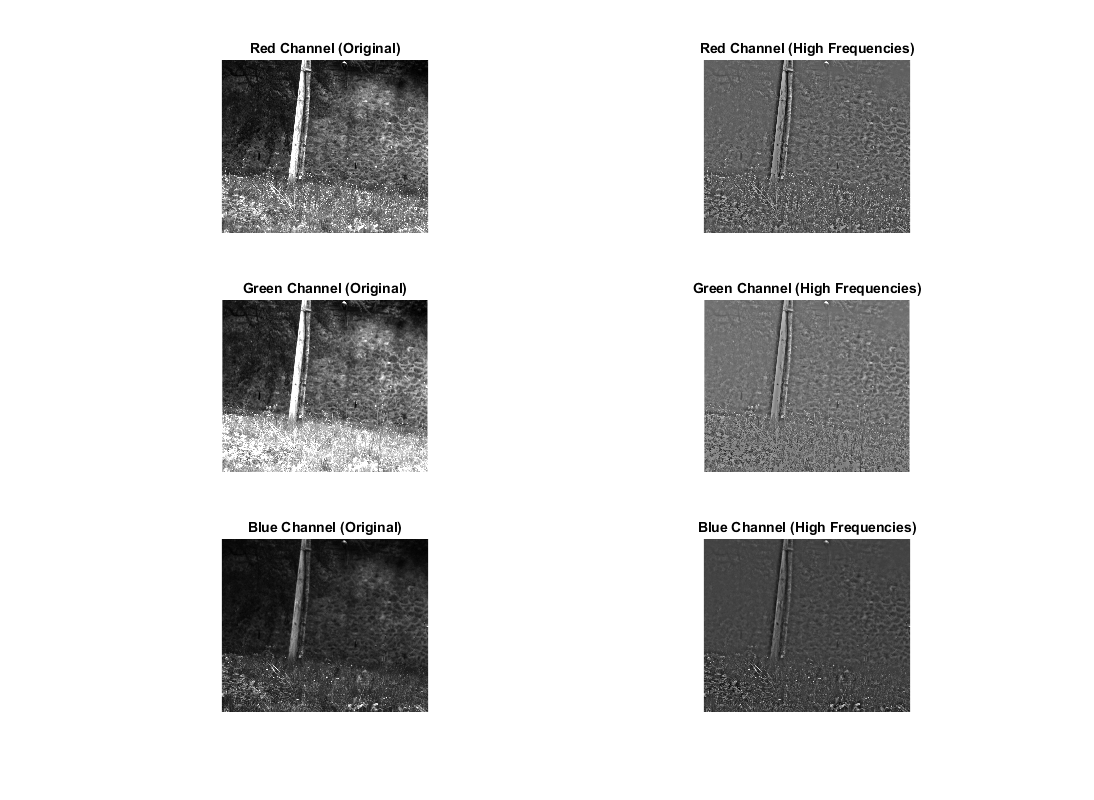 Red Channel (Original)
Red Channel (High Frequencies)
Green Channel (Original)
Green Channel (High Frequencies)
Blue Channel (Original)
Blue Channel (High Frequencies)